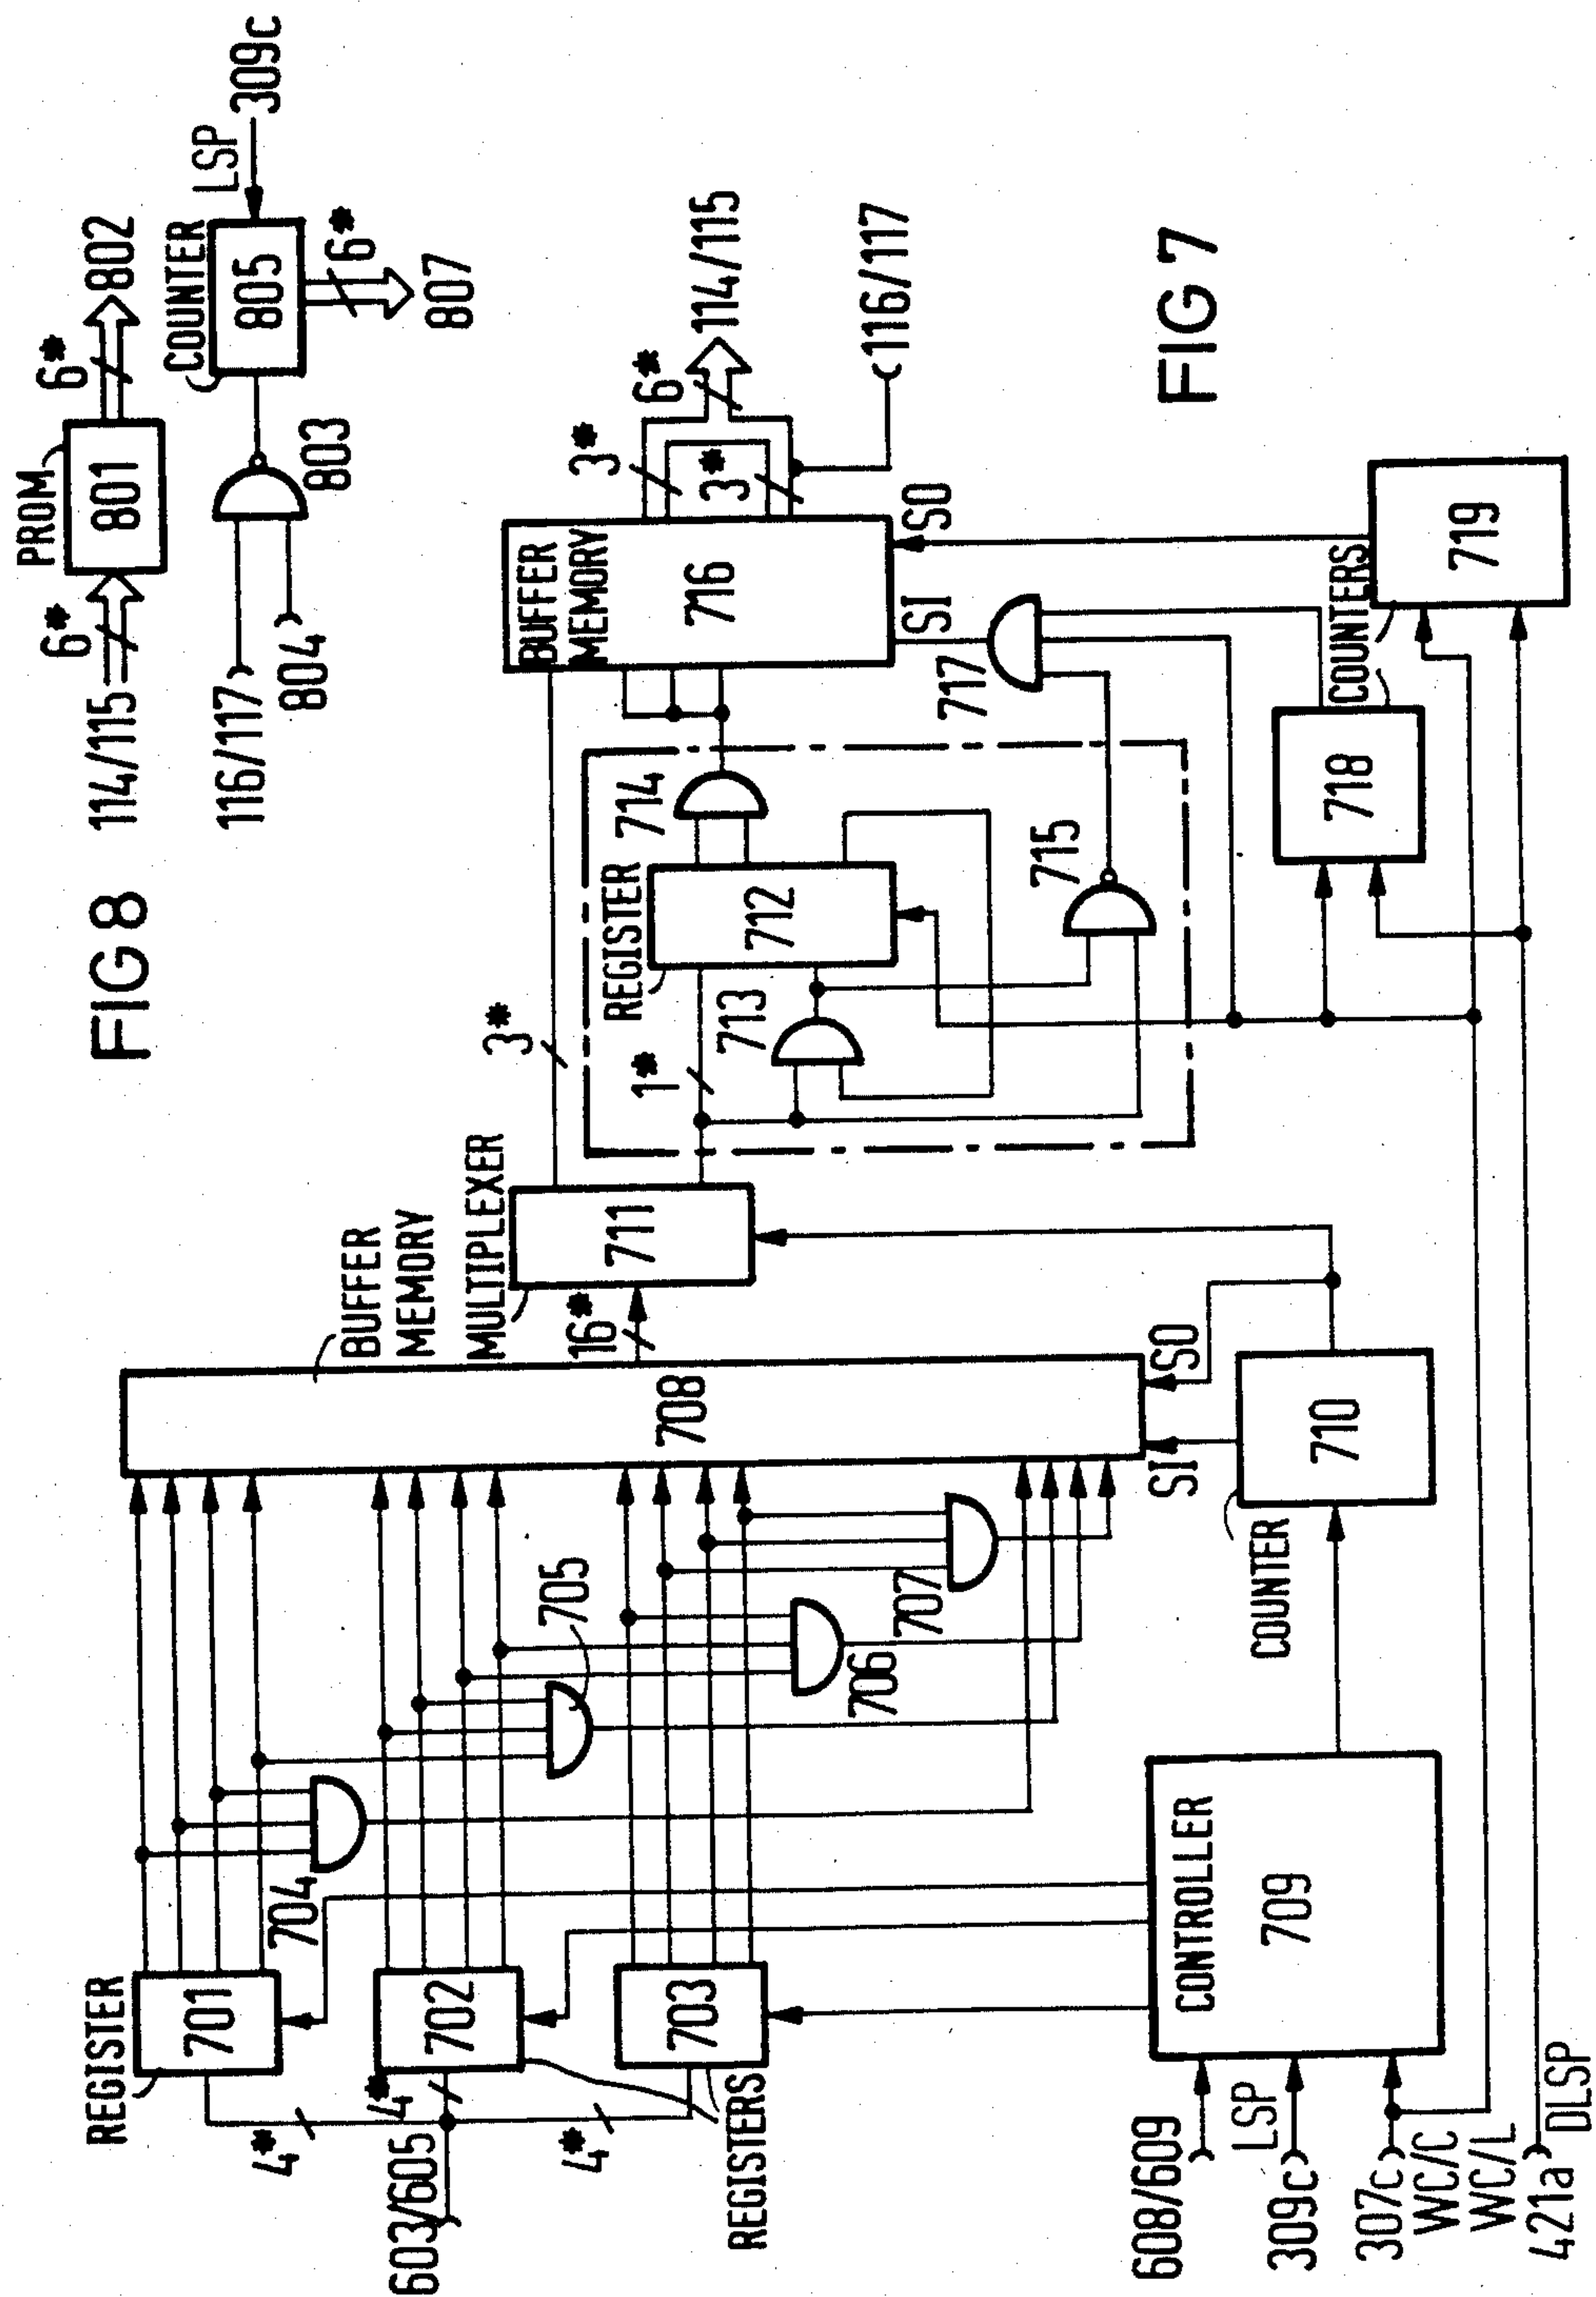 FIG 8
PROM
801
6*
114/115
6*
802
116/117
804
803
COUNTER
805
LSP
309c
6*
807
FIG 7
REGISTER
701
4*
603/605
4*
702
4*
703
REGISTERS
704
705
706
707
BUFFER
MEMORY
708
SI
SO
COUNTER
710
CONTROLLER
709
608/609
LSP
309c
307c
WC/C
WC/L
421a
DLSP
MULTIPLEXER
16*
711
3*
1*
REGISTER
712
713
714
715
BUFFER
MEMORY
716
SI
SO
717
3*
3*
6*
114/115
116/117
COUNTERS
718
719